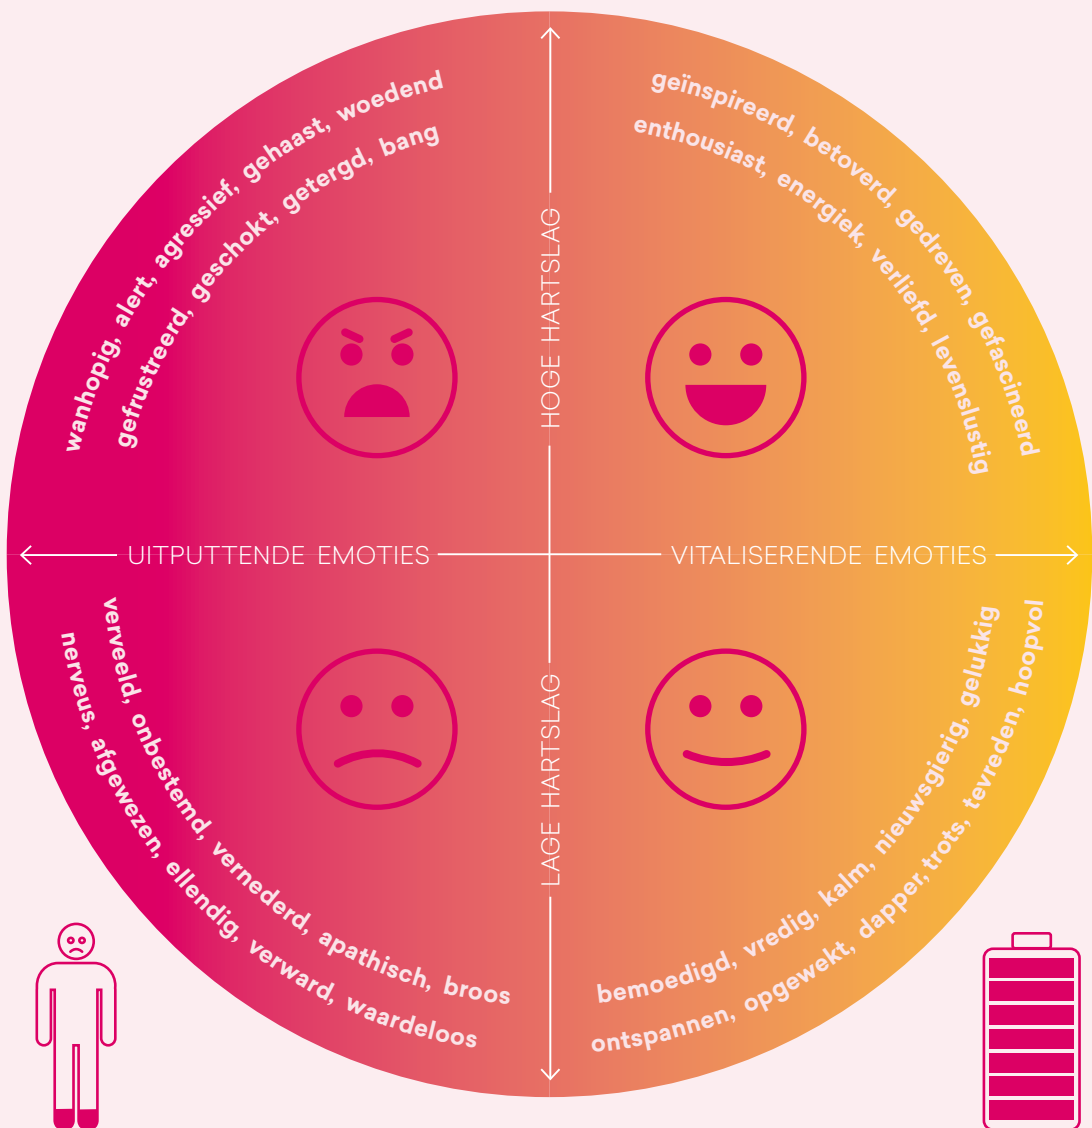 wanhopig, alert, agressief, gehaast, woedend
gefrustreerd, geschokt, getergd, bang
geïnspireerd, betoverd, gedreven, gefascineerd
enthousiast, energiek, verliefd, levenslustig
HOGE HARTSLAG
UITPUTTENDE EMOTIES
VITALISERENDE EMOTIES
LAGE HARTSLAG
verveeld, onbestemd, vernederd, apathisch, broos
nerveus, afgewezen, ellendig, verward, waardeloos
bemoedigd, vredig, kalm, nieuwsgierig, gelukkig
ontspannen, opgewekt, dapper, trots, tevreden, hoopvol